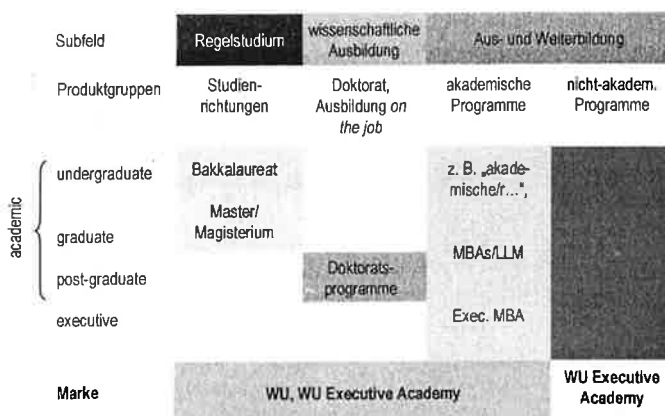 Subfeld
Regelstudium
wissenschaftliche
Ausbildung
Aus- und Weiterbildung
Produktgruppen
Studien-
richtungen
Doktorat,
Ausbildung on
the job
akademische
Programme
nicht-akadem.
Programme
academic
undergraduate
Bakkalaureat
z. B. „akade-
mische/r...",
graduate
Master/
Magisterium
MBAs/LLM
post-graduate
Doktorats-
programme
executive
Exec. MBA
Marke
WU, WU Executive Academy
WU Executive
Academy